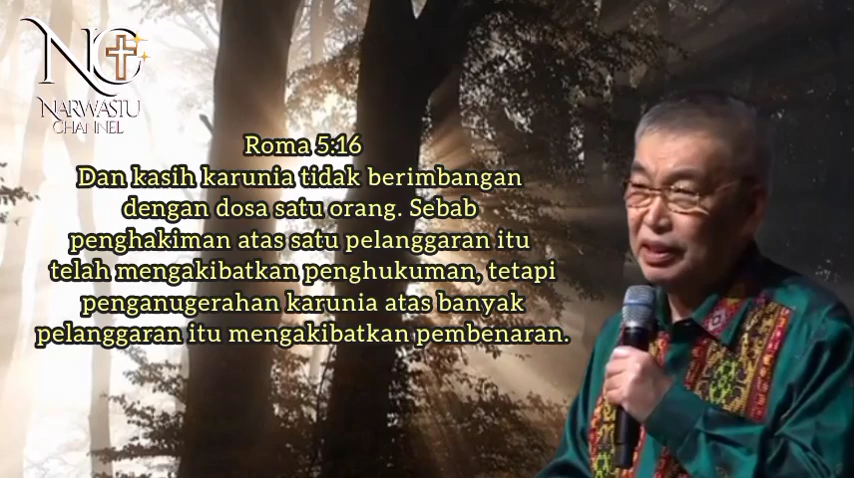 NC
NARWASTU
CHANNEL
Roma 5:16
Dan kasih karunia tidak berimbangan
dengan dosa satu orang. Sebab
penghakiman atas satu pelanggaran itu
telah mengakibatkan penghukuman, tetapi
penganugerahan karunia atas banyak
pelanggaran itu mengakibatkan pembenaran.